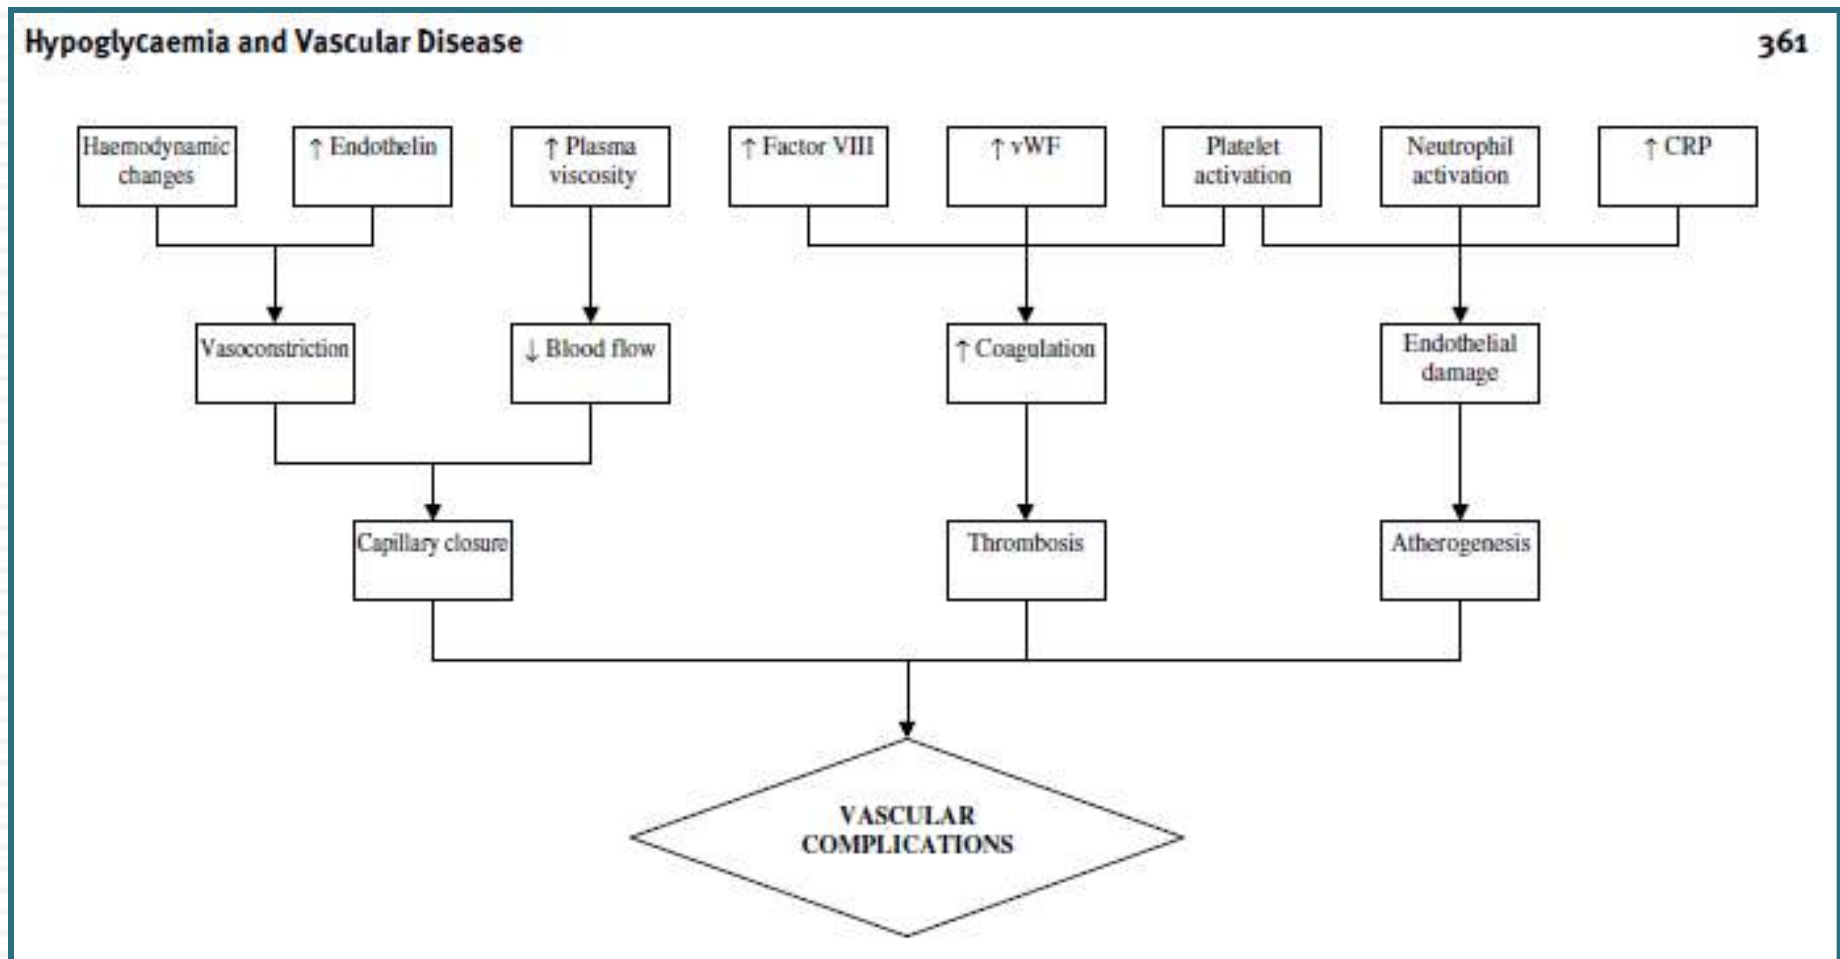 Hypoglycaemia and Vascular Disease
361
Haemodynamic
changes
↑ Endothelin
↑ Plasma
viscosity
↑ Factor VIII
↑ vWF
Platelet
activation
Neutrophil
activation
↑ CRP
Vasoconstriction
↓ Blood flow
↑ Coagulation
Endothelial
damage
Capillary closure
Thrombosis
Atherogenesis
VASCULAR
COMPLICATIONS